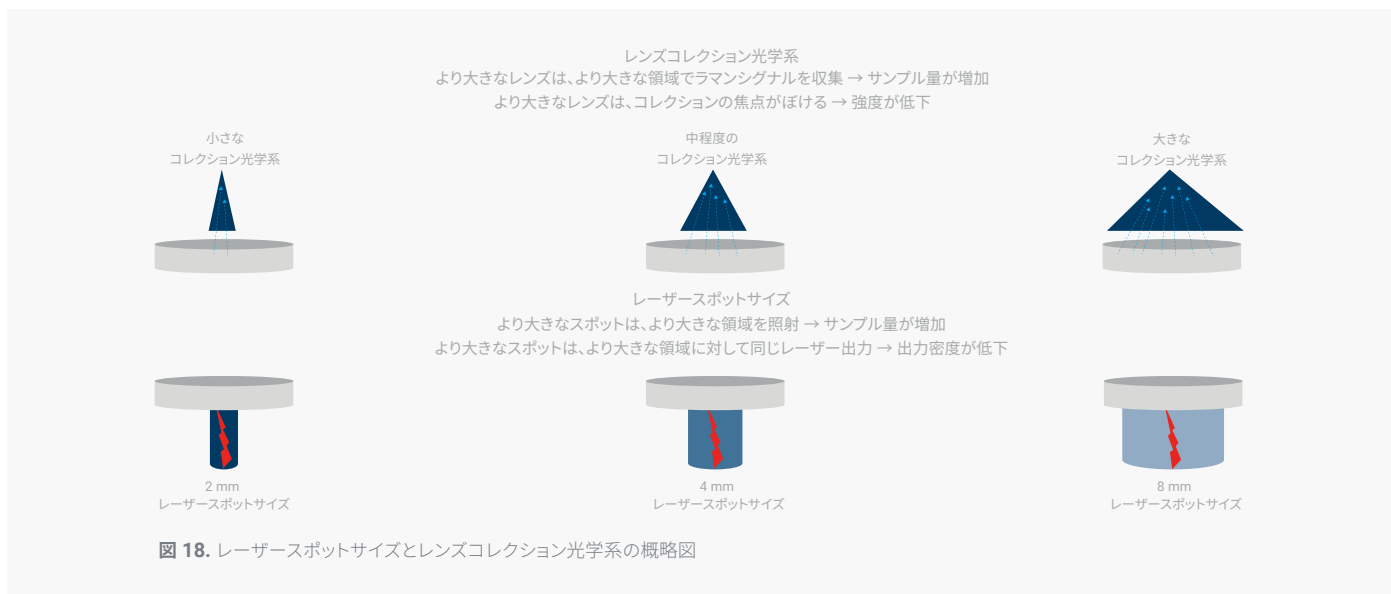 レンズコレクション光学系
より大きなレンズは、より大きな領域でラマンシグナルを収集 → サンプル量が増加
より大きなレンズは、コレクションの焦点がぼける → 強度が低下
小さな
コレクション光学系
中程度の
コレクション光学系
大きな
コレクション光学系
レーザースポットサイズ
より大きなスポットは、より大きな領域を照射 → サンプル量が増加
より大きなスポットは、より大きな領域に対して同じレーザー出力 → 出力密度が低下
2 mm
レーザースポットサイズ
4 mm
レーザースポットサイズ
8 mm
レーザースポットサイズ
図 18. レーザースポットサイズとレンズコレクション光学系の概略図